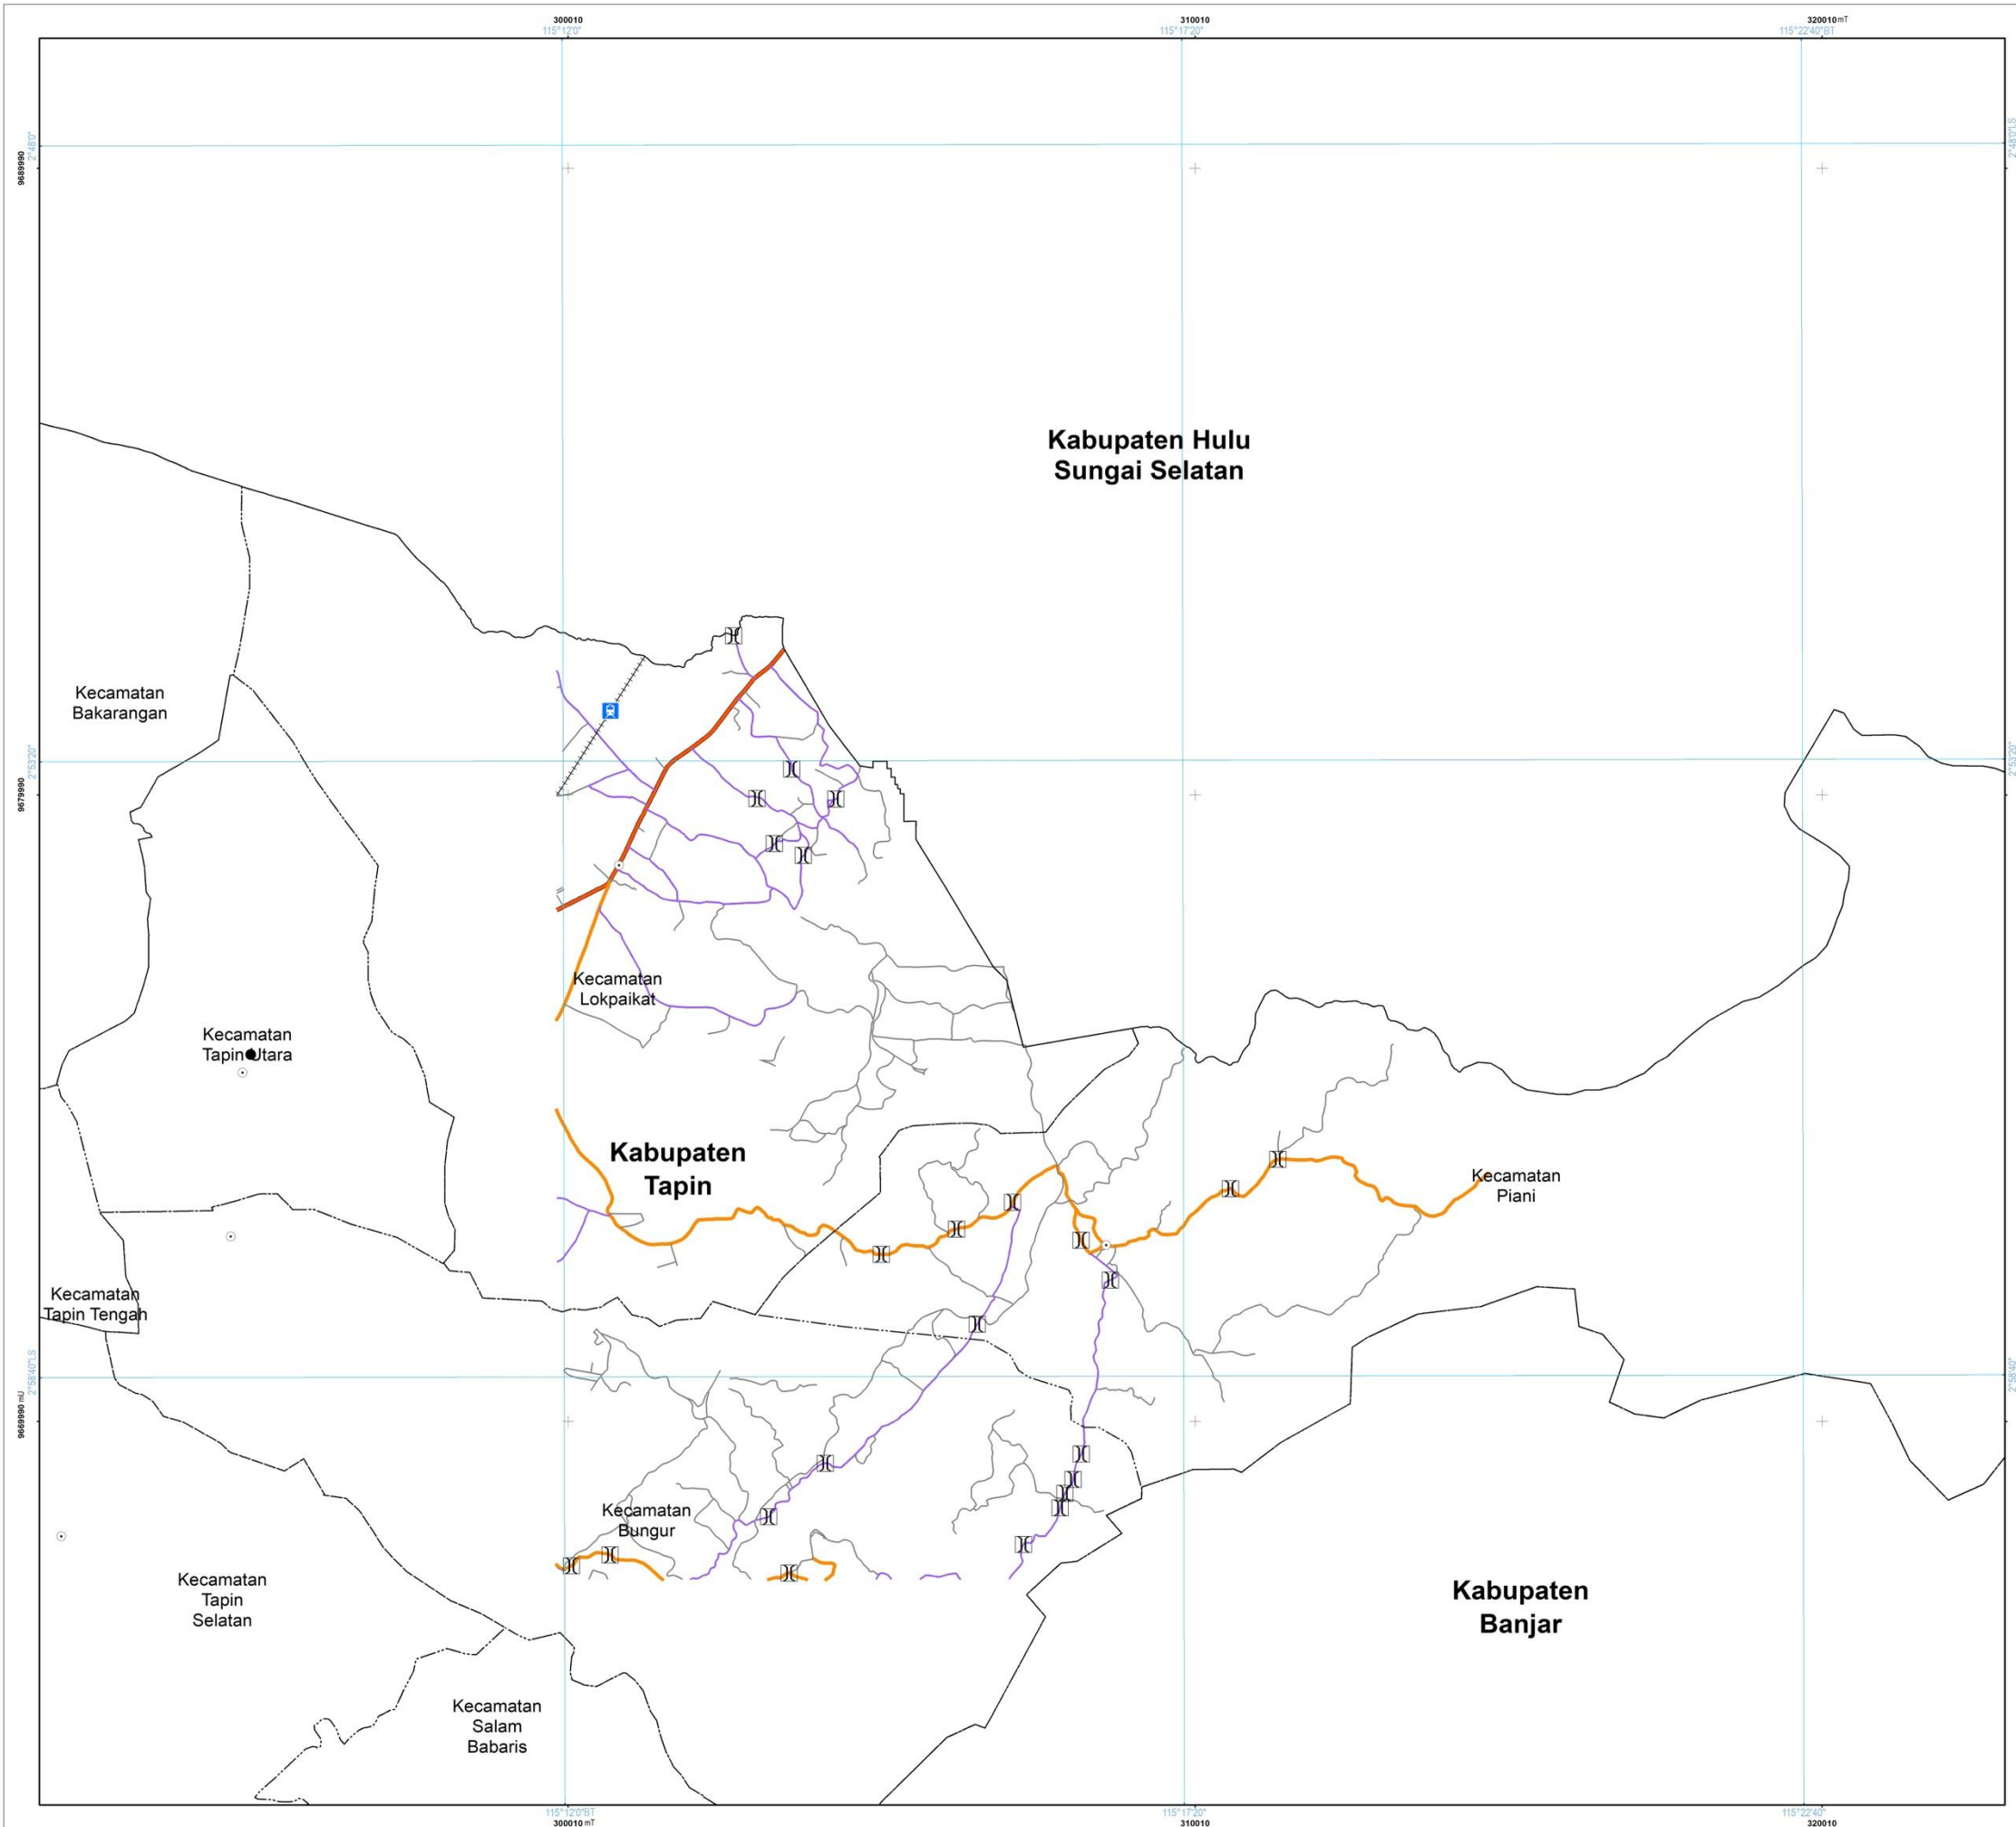 300010
310010
320010 mT
115°12'0"
115°17'20"
115°22'40"BT
2°48'0"
2°48'0"LS
9689990
Kabupaten Hulu
Sungai Selatan
Kecamatan
Bakarangan
2°53'20"
2°53'20"
9679990
Kecamatan
Lokpaikat
Kecamatan
Tapin Utara
Kabupaten
Tapin
Kecamatan
Piani
Kecamatan
Tapin Tengah
2°58'40"LS
2°58'40"
9669990 mU
Kecamatan
Bungur
Kecamatan
Tapin
Selatan
Kabupaten
Banjar
Kecamatan
Salam
Babaris
115°12'0"BT
115°17'20"
115°22'40"
300010 mT
310010
320010